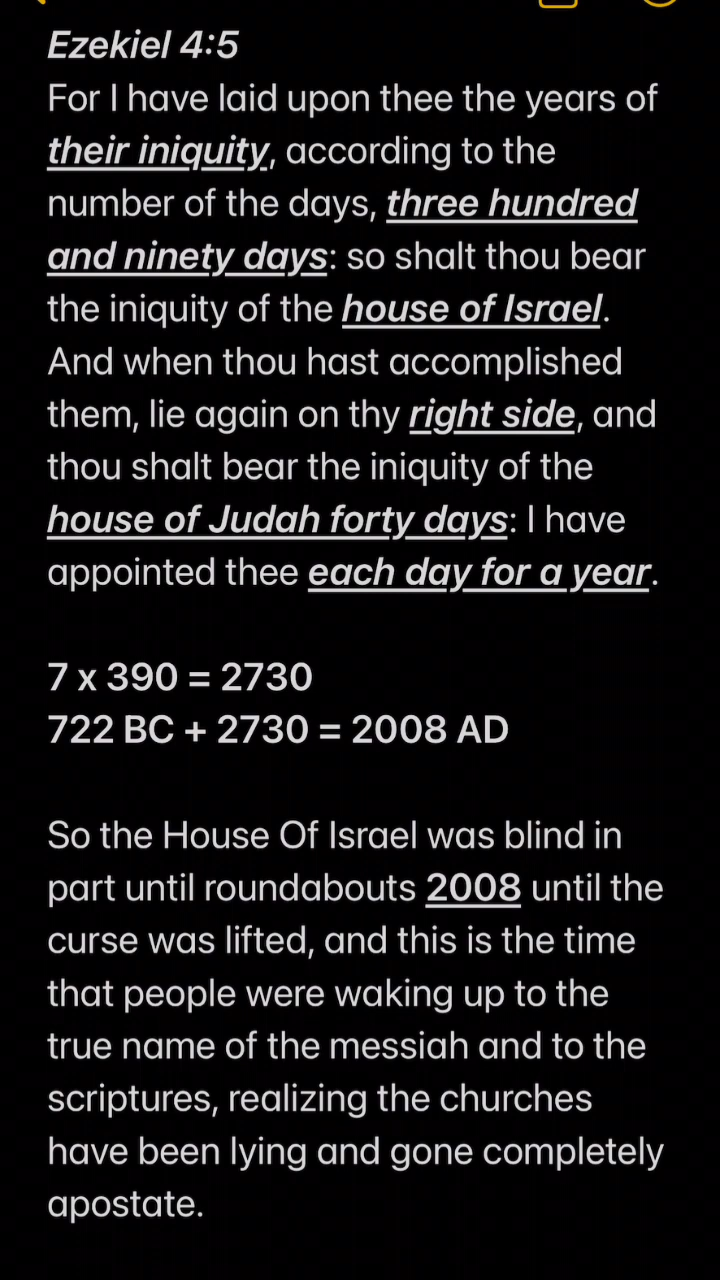 Ezekiel 4:5
For I have laid upon thee the years of
their iniquity, according to the
number of the days, three hundred
and ninety days: so shalt thou bear
the iniquity of the house of Israel.
And when thou hast accomplished
them, lie again on thy right side, and
thou shalt bear the iniquity of the
house of Judah forty days: I have
appointed thee each day for a year.
7 x 390 = 2730
722 BC + 2730 = 2008 AD
So the House Of Israel was blind in
part until roundabouts 2008 until the
curse was lifted, and this is the time
that people were waking up to the
true name of the messiah and to the
scriptures, realizing the churches
have been lying and gone completely
apostate.